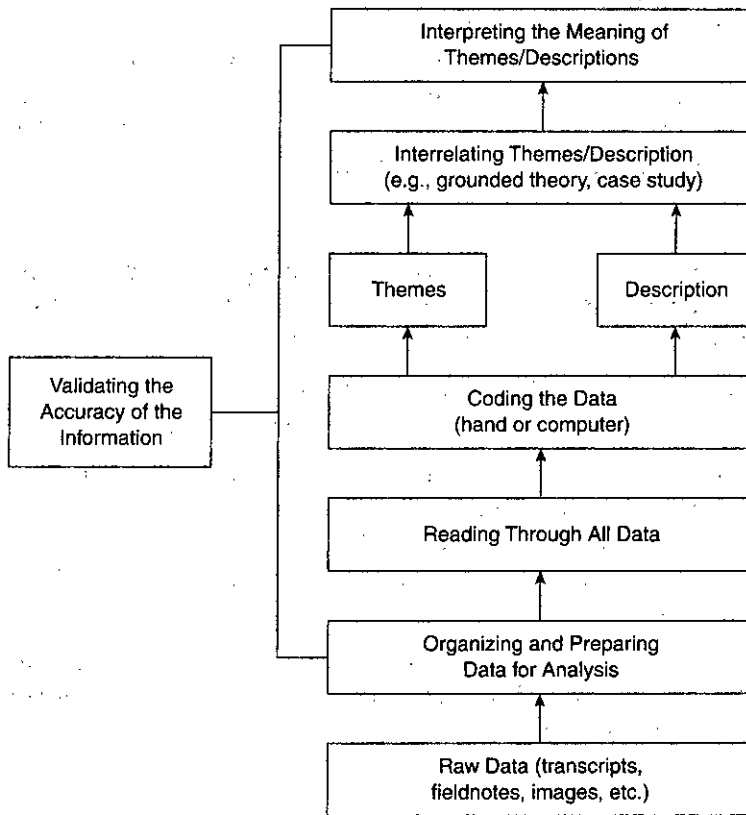 Interpreting the Meaning of
Themes/Descriptions
Interrelating Themes/Description
(e.g., grounded theory, case study)
Themes
Description
Validating the
Accuracy of the
Information
Coding the Data
(hand or computer)
Reading Through All Data
Organizing and Preparing
Data for Analysis
Raw Data (transcripts,
fieldnotes, images, etc.)